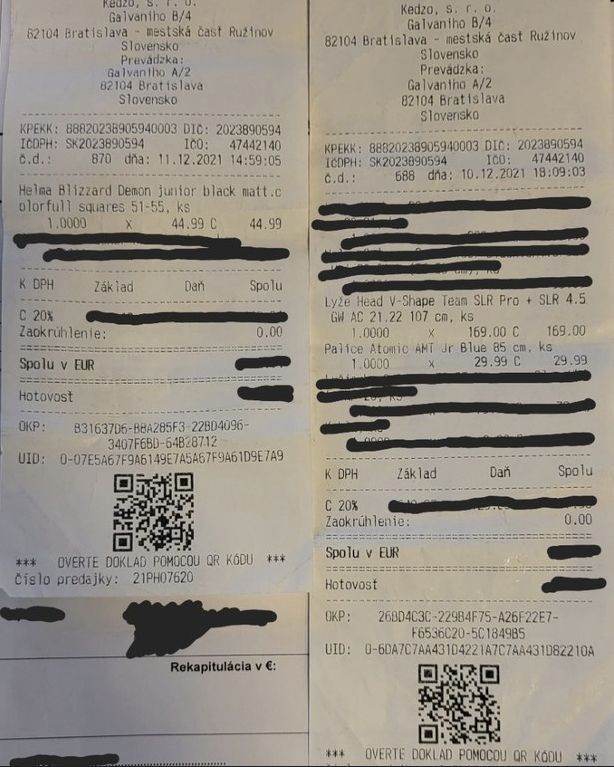 Kedzo, s. r. o.
Galvaniho B/4
82104 Bratislava - mestská časť Ružinov
Slovensko
Prevádzka:
Galvaniho A/2
82104 Bratislava
Slovensko
KPEKK: 88820238905940003 DIČ: 2023890594
IČDPH: SK2023890594 IČO: 47442140
č.d.: 870 dňa: 11.12.2021 14:59:05
Helma Blizzard Demon junior black matt.c
olorfull squares 51-55, ks
1.0000 x 44.99 C 44.99
K DPH Základ Daň Spolu
C 20%
Zaokrúhlenie: 0.00
Spolu v EUR
Hotovosť
OKP: B31637D6-B8A285F3-22BD4096-
3407F6BD-64B28712
UID: O-07E5A67F9A6149E7A5A67F9A61D9E7A9
*** OVERTE DOKLAD POMOCOU QR KÓDU ***
Číslo predajky: 21PH07620
Rekapitulácia v €:
Kedzo, s. r. o.
Galvaniho B/4
82104 Bratislava - mestská časť Ružinov
Slovensko
Prevádzka:
Galvaniho A/2
82104 Bratislava
Slovensko
KPEKK: 88820238905940003 DIČ: 2023890594
IČDPH: SK2023890594 IČO: 47442140
č.d.: 688 dňa: 10.12.2021 18:09:03
Lyže Head V-Shape Team SLR Pro + SLR 4.5
GW AC 21.22 107 cm, ks
1.0000 x 169.00 C 169.00
Palice Atomic AMT Jr Blue 85 cm, ks
1.0000 x 29.99 C 29.99
K DPH Základ Daň Spolu
C 20%
Zaokrúhlenie: 0.00
Spolu v EUR
Hotovosť
OKP: 26BD4C3C-229B4F75-A26F22E7-
F6536C20-5C1849B5
UID: O-6DA7C7AA431D4221A7C7AA431D82210A
*** OVERTE DOKLAD POMOCOU QR KÓDU ***